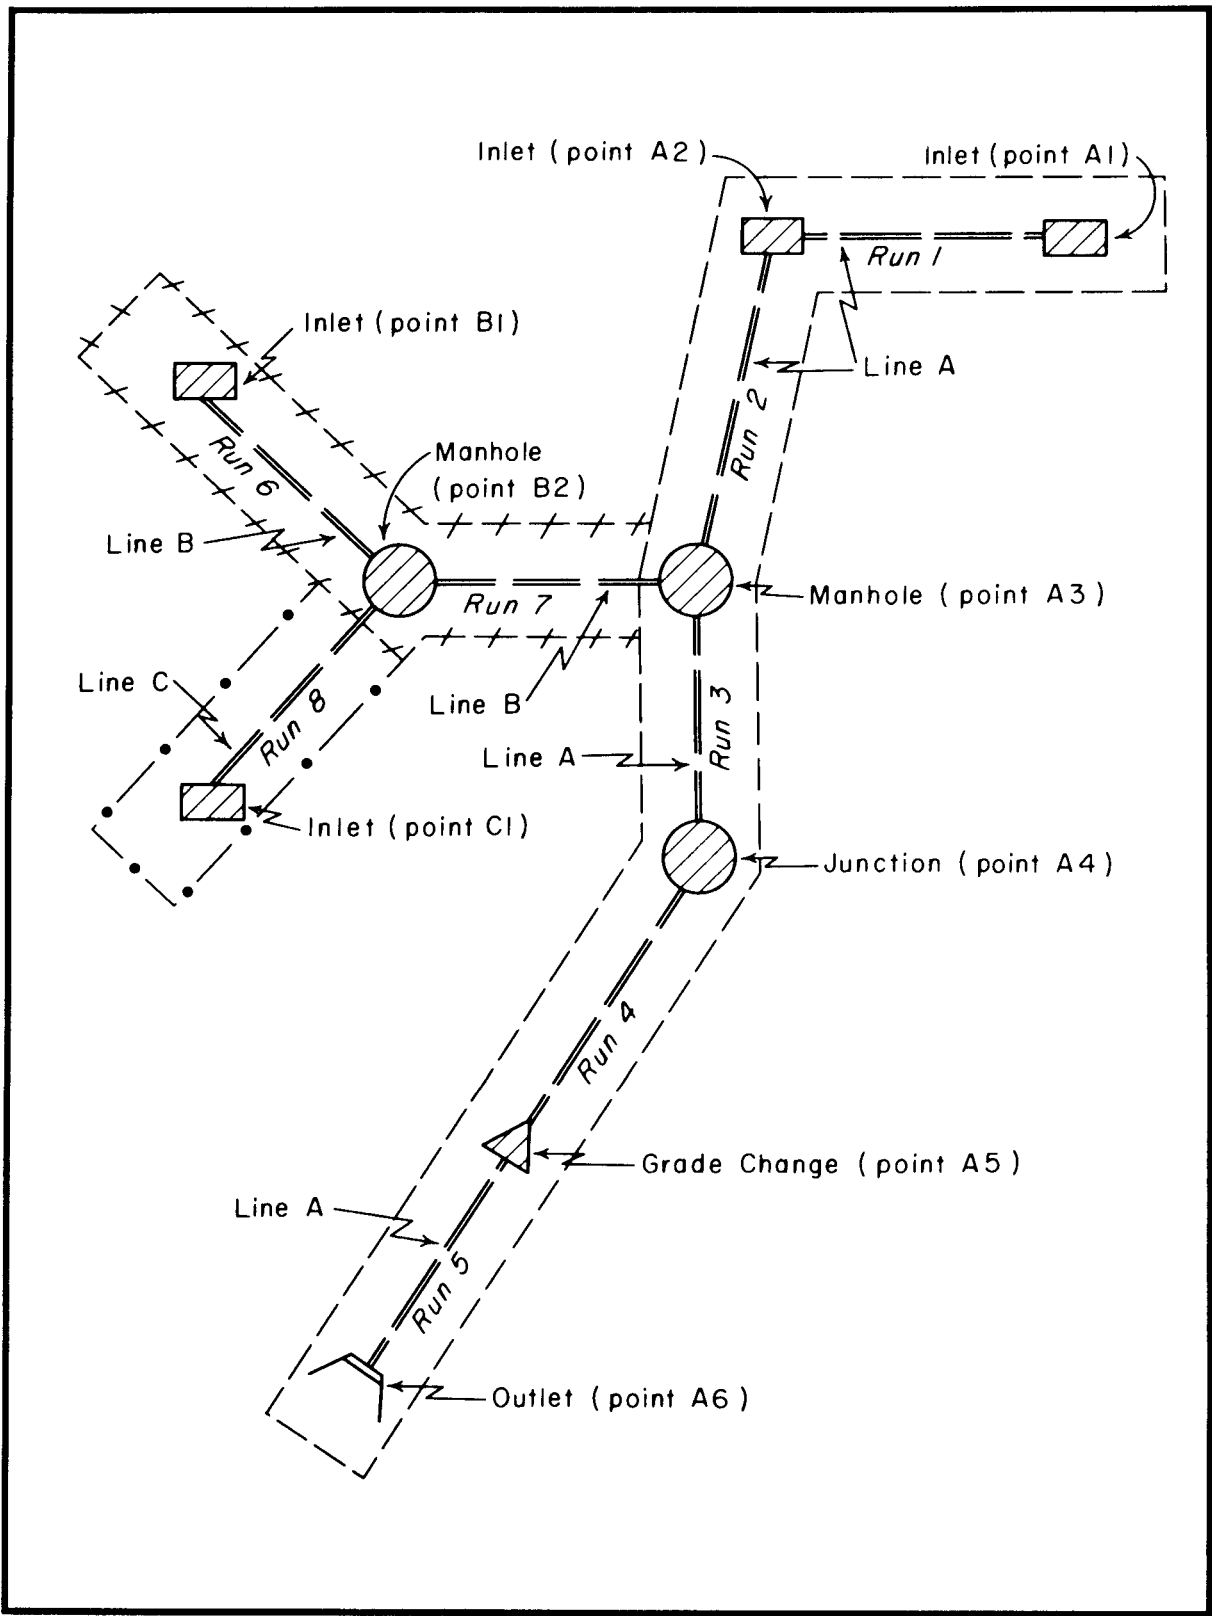 Inlet (point A2)
Inlet (point A1)
Run 1
Inlet (point B1)
Line A
Run 2
Manhole
(point B2)
Run 6
Line B
Run 7
Manhole (point A3)
Line C
Run 8
Line B
Run 3
Line A
Inlet (point C1)
Junction (point A4)
Run 4
Grade Change (point A5)
Line A
Run 5
Outlet (point A6)